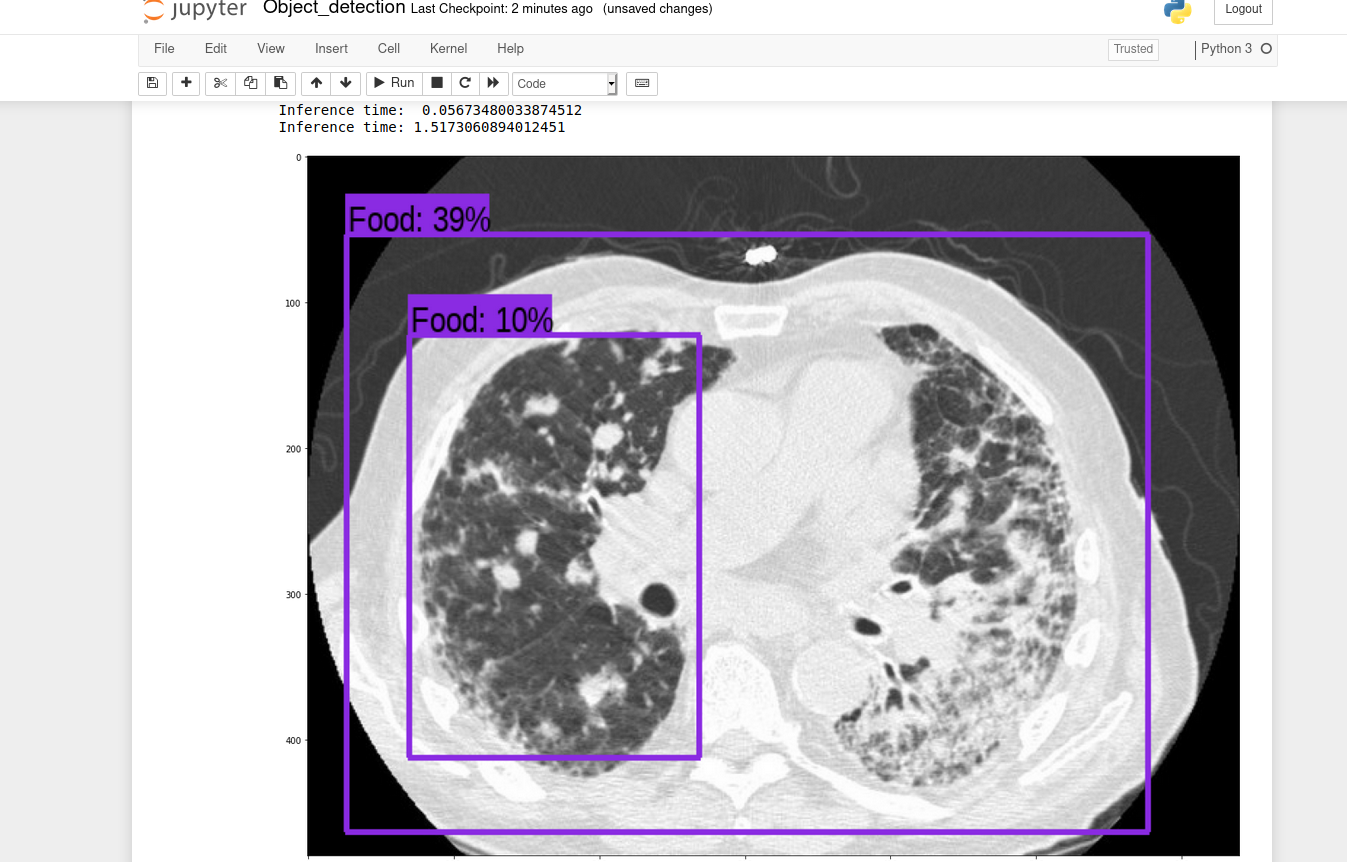 jupyter Object_detection Last Checkpoint: 2 minutes ago (unsaved changes) Logout
File Edit View Insert Cell Kernel Help Trusted Python 3
Run Code
Inference time:  0.05673480033874512
Inference time: 1.5173060894012451
0
Food: 39%
100
Food: 10%
200
300
400